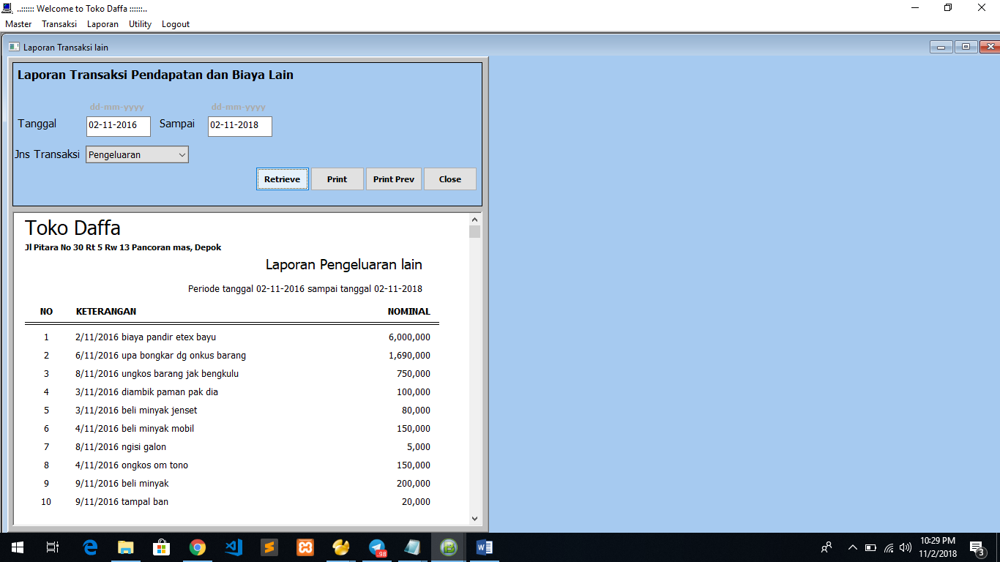 ..:::::: Welcome to Toko Daffa ::::::..
Master Transaksi Laporan Utility Logout
Laporan Transaksi lain
Laporan Transaksi Pendapatan dan Biaya Lain
dd-mm-yyyy dd-mm-yyyy
Tanggal 02-11-2016 Sampai 02-11-2018
Jns Transaksi Pengeluaran
Retrieve Print Print Prev Close
Toko Daffa
Jl Pitara No 30 Rt 5 Rw 13 Pancoran mas, Depok
Laporan Pengeluaran lain
Periode tanggal 02-11-2016 sampai tanggal 02-11-2018
NO KETERANGAN NOMINAL
1 2/11/2016 biaya pandir etex bayu 6,000,000
2 6/11/2016 upa bongkar dg onkus barang 1,690,000
3 8/11/2016 ungkos barang jak bengkulu 750,000
4 3/11/2016 diambik paman pak dia 100,000
5 3/11/2016 beli minyak jenset 80,000
6 4/11/2016 beli minyak mobil 150,000
7 8/11/2016 ngisi galon 5,000
8 4/11/2016 ongkos om tono 150,000
9 9/11/2016 beli minyak 200,000
10 9/11/2016 tampal ban 20,000
98
10:29 PM
11/2/2018
3